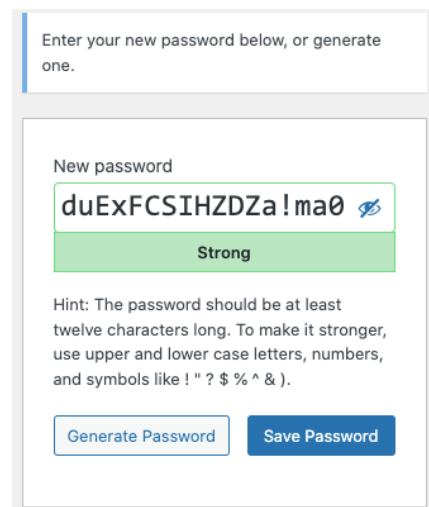 Enter your new password below, or generate
one.
New password
duExFCSIHZDZa!ma0
Strong
Hint: The password should be at least
twelve characters long. To make it stronger,
use upper and lower case letters, numbers,
and symbols like ! " ? $ % ^ & ).
Generate Password
Save Password